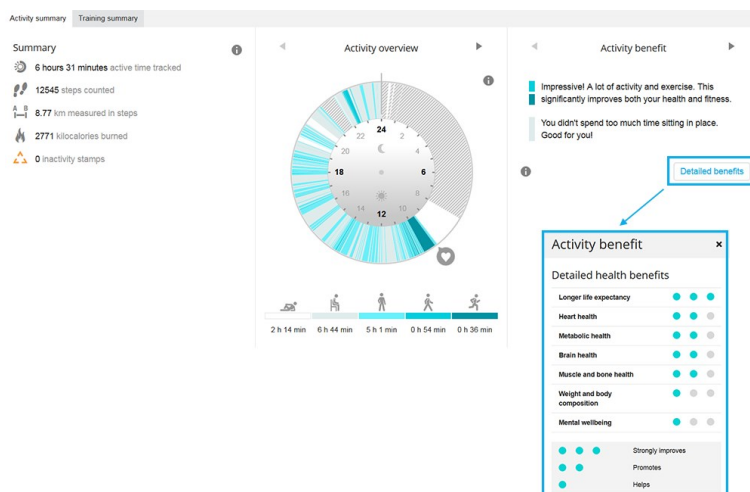 Activity summary
Training summary
Summary
6 hours 31 minutes active time tracked
12545 steps counted
A B
8.77 km measured in steps
2771 kilocalories burned
0 inactivity stamps
Activity overview
24
22
2
20
4
18
6
16
8
14
10
12
2 h 14 min
6 h 44 min
5 h 1 min
0 h 54 min
0 h 36 min
Activity benefit
Impressive! A lot of activity and exercise. This
significantly improves both your health and fitness.
You didn't spend too much time sitting in place.
Good for you!
Detailed benefits
Activity benefit
×
Detailed health benefits
Longer life expectancy
Heart health
Metabolic health
Brain health
Muscle and bone health
Weight and body
composition
Mental wellbeing
Strongly improves
Promotes
Helps